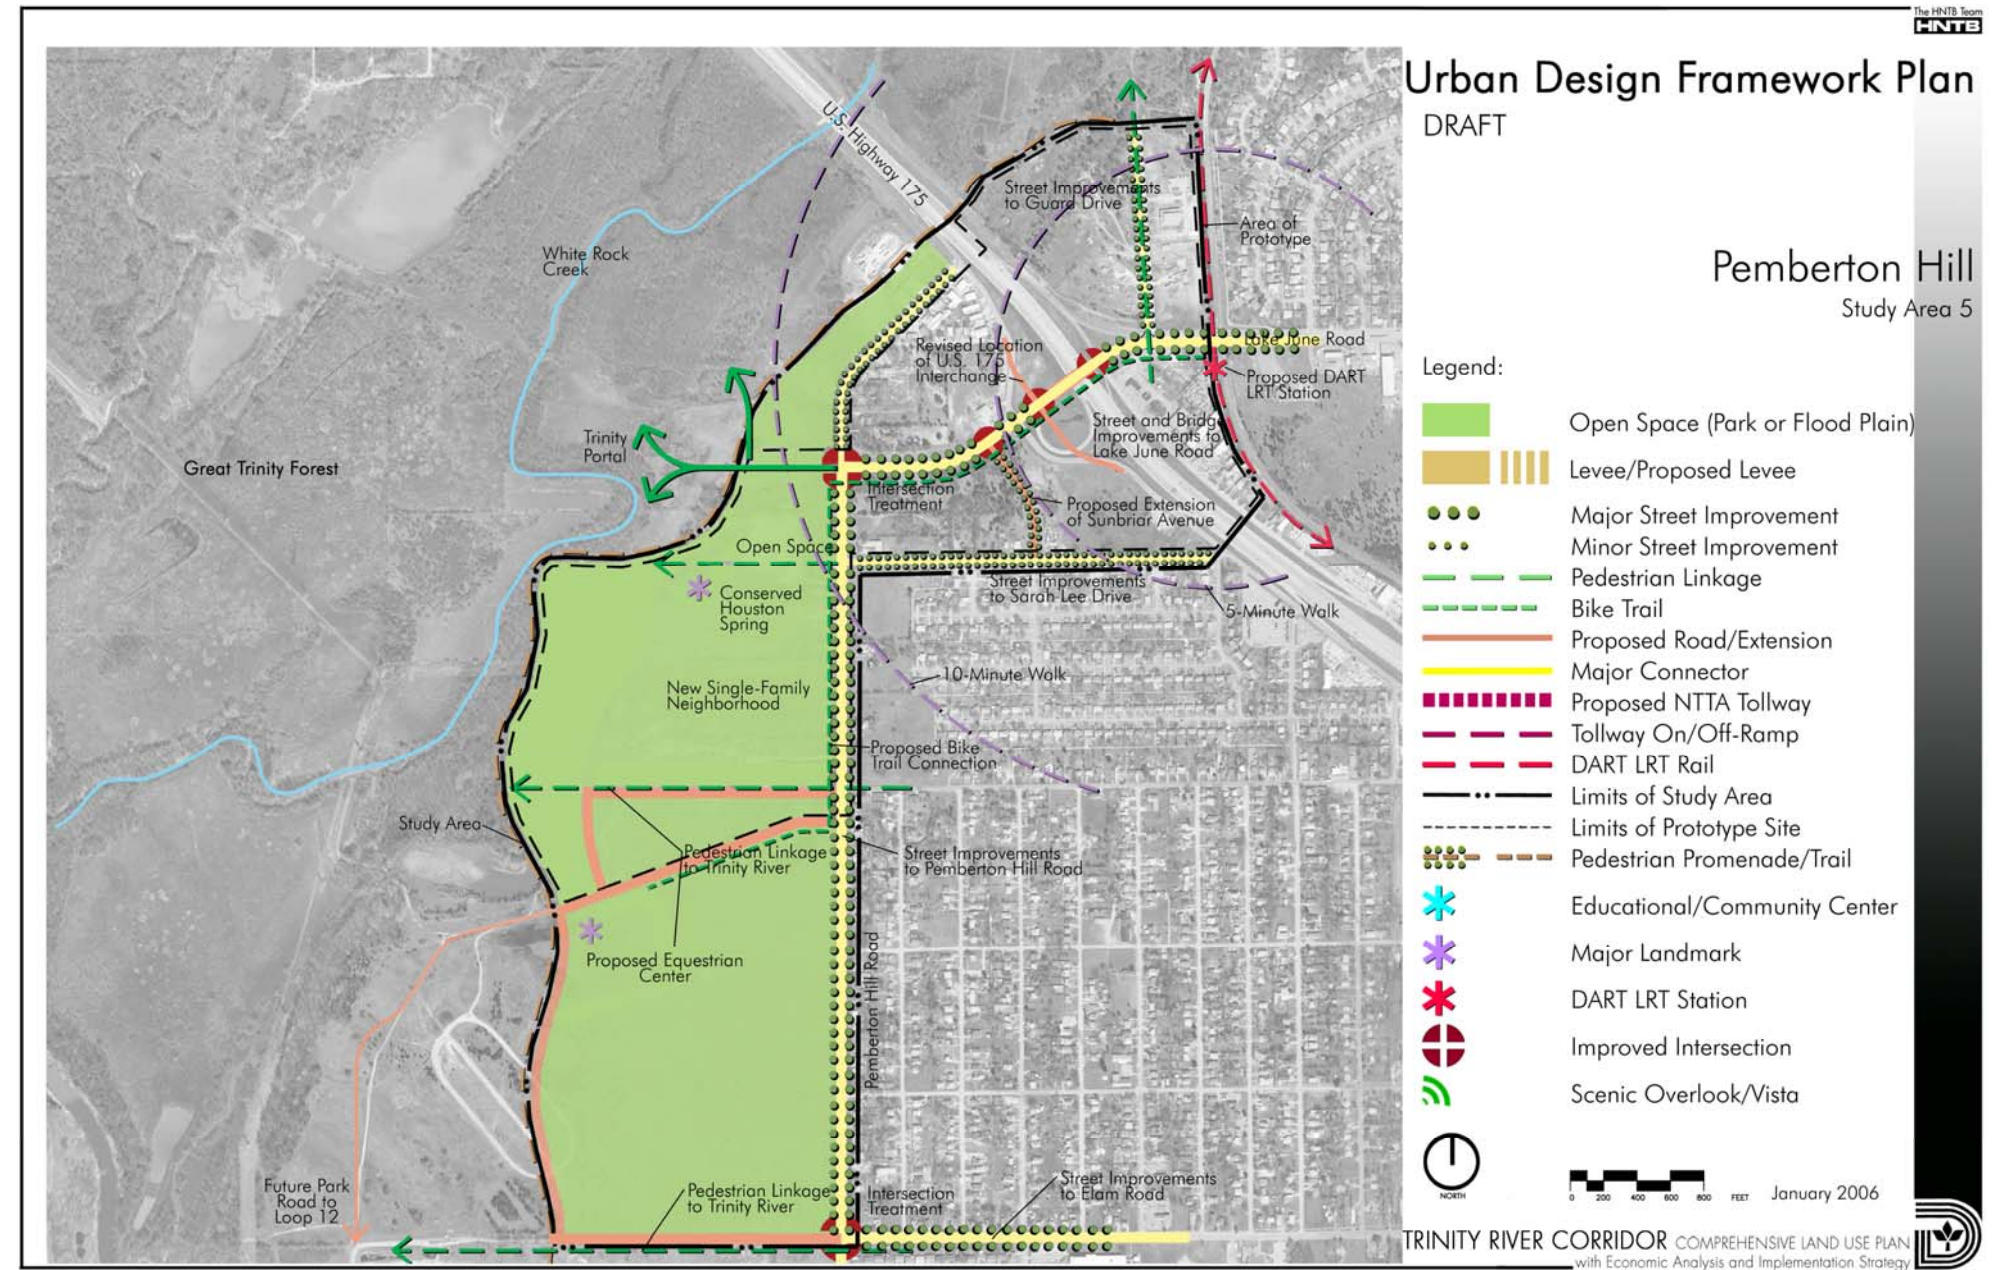 The HNTB Team
HNTB
Urban Design Framework Plan
DRAFT
Pemberton Hill
Study Area 5
U.S. Highway 175
Street Improvements
to Guard Drive
Area of
Prototype
White Rock
Creek
Revised Location
of U.S. 175
Interchange
Lake June Road
Proposed DART
LRT Station
Street and Bridge
Improvements to
Lake June Road
Trinity
Portal
Great Trinity Forest
Intersection
Treatment
Proposed Extension
of Sunbriar Avenue
Open Space
Conserved
Houston
Spring
Street Improvements
to Sarah Lee Drive
5-Minute Walk
10-Minute Walk
New Single-Family
Neighborhood
Proposed Bike
Trail Connection
Study Area
Pedestrian Linkage
to Trinity River
Street Improvements
to Pemberton Hill Road
Proposed Equestrian
Center
Pemberton Hill Road
Future Park
Road to
Loop 12
Pedestrian Linkage
to Trinity River
Intersection
Treatment
Street Improvements
to Elam Road
Legend:
Open Space (Park or Flood Plain)
Levee/Proposed Levee
Major Street Improvement
Minor Street Improvement
Pedestrian Linkage
Bike Trail
Proposed Road/Extension
Major Connector
Proposed NTTA Tollway
Tollway On/Off-Ramp
DART LRT Rail
Limits of Study Area
Limits of Prototype Site
Pedestrian Promenade/Trail
Educational/Community Center
Major Landmark
DART LRT Station
Improved Intersection
Scenic Overlook/Vista
NORTH
0 200 400 600 800 FEET
January 2006
TRINITY RIVER CORRIDOR COMPREHENSIVE LAND USE PLAN
with Economic Analysis and Implementation Strategy